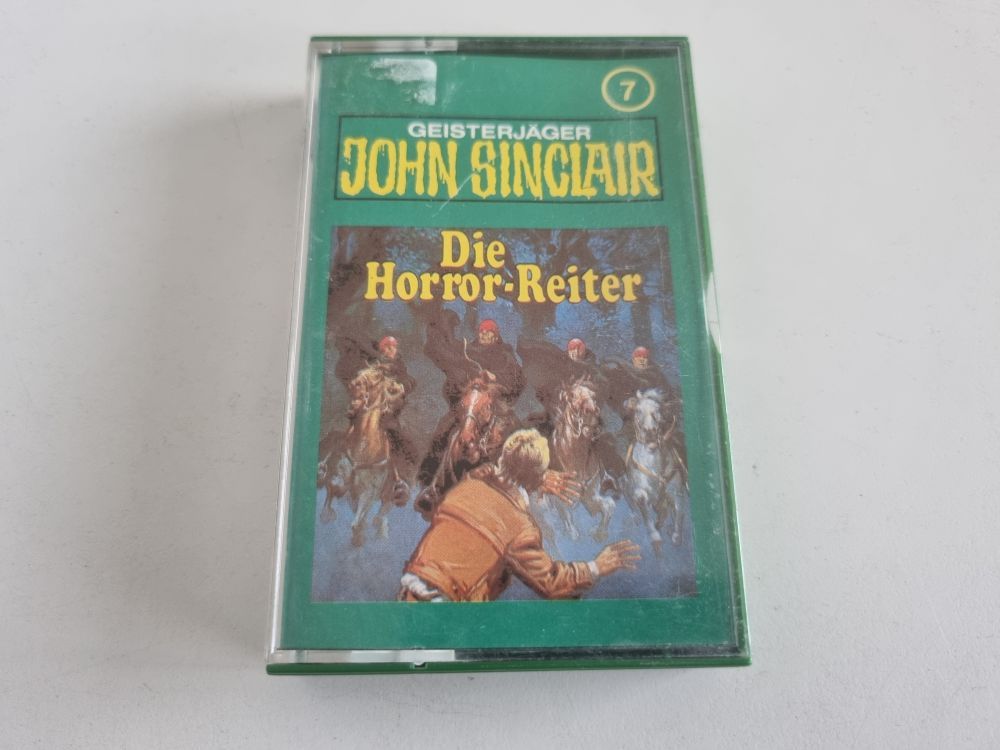 7
GEISTERJÄGER
JOHN SINCLAIR
Die
Horror-Reiter